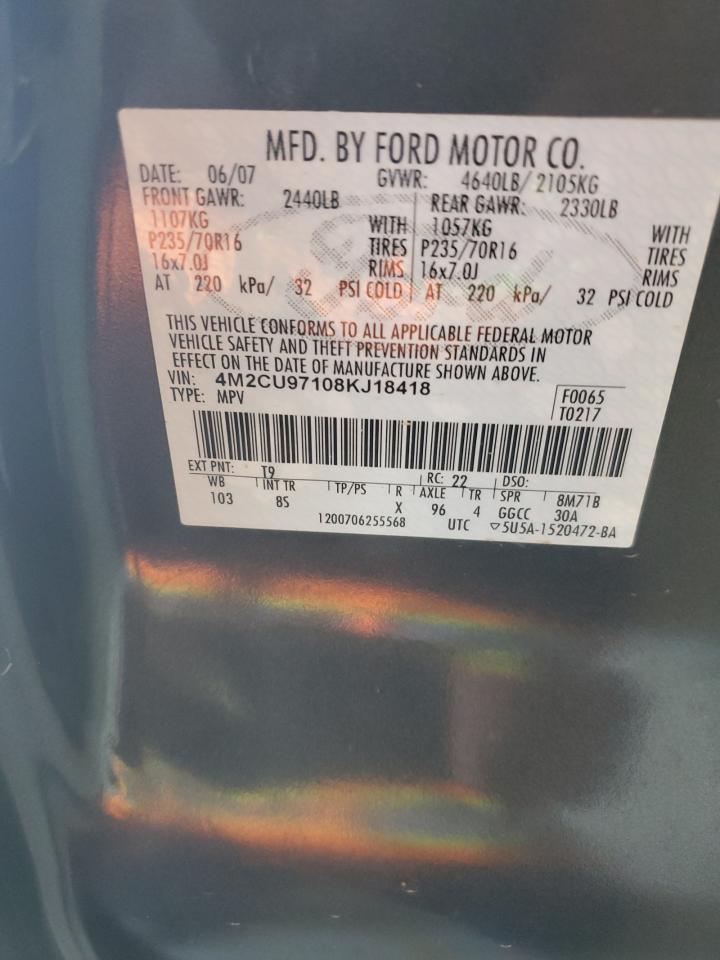 MFD. BY FORD MOTOR CO.
DATE: 06/07 GVWR: 4640LB/ 2105KG
FRONT GAWR: 2440LB REAR GAWR: 2330LB
1107KG WITH 1057KG WITH
P235/70R16 TIRES P235/70R16 TIRES
16x7.0J RIMS 16x7.0J RIMS
AT 220 kPa/ 32 PSI COLD AT 220 kPa/ 32 PSI COLD
THIS VEHICLE CONFORMS TO ALL APPLICABLE FEDERAL MOTOR
VEHICLE SAFETY AND THEFT PREVENTION STANDARDS IN
EFFECT ON THE DATE OF MANUFACTURE SHOWN ABOVE.
VIN: 4M2CU97108KJ18418
TYPE: MPV
F0065
T0217
EXT PNT: T9 RC: 22 DSO:
WB INT TR TP/PS R AXLE TR SPR 8M71B
103 8S X 96 4 GGCC 30A
1200706255568 UTC ▽5U5A-1520472-BA